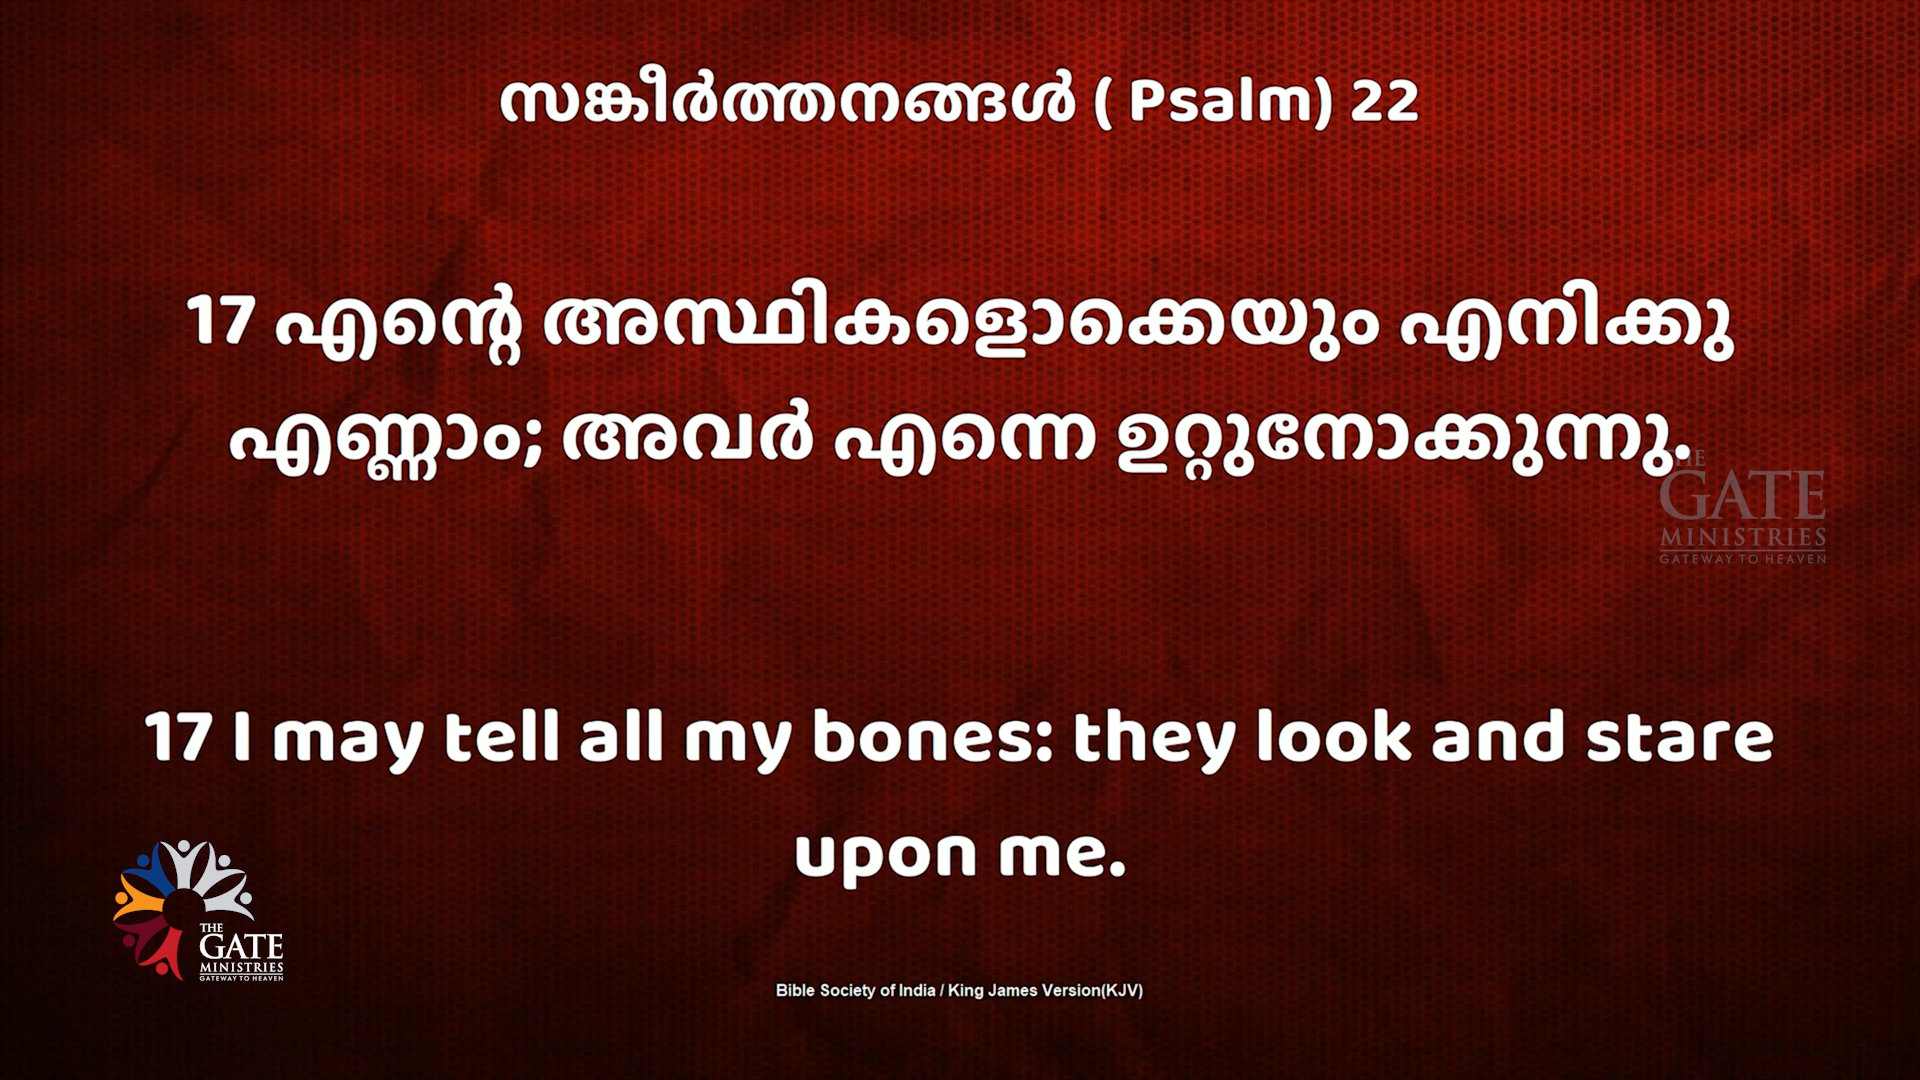 സങ്കീർത്തനങ്ങൾ ( Psalm) 22
17 എന്റെ അസ്ഥികളൊക്കെയും എനിക്കു
എണ്ണാം; അവർ എന്നെ ഉറ്റുനോക്കുന്നു.
THE
GATE
MINISTRIES
GATEWAY TO HEAVEN
17 I may tell all my bones: they look and stare
upon me.
THE
GATE
MINISTRIES
GATEWAY TO HEAVEN
Bible Society of India / King James Version(KJV)